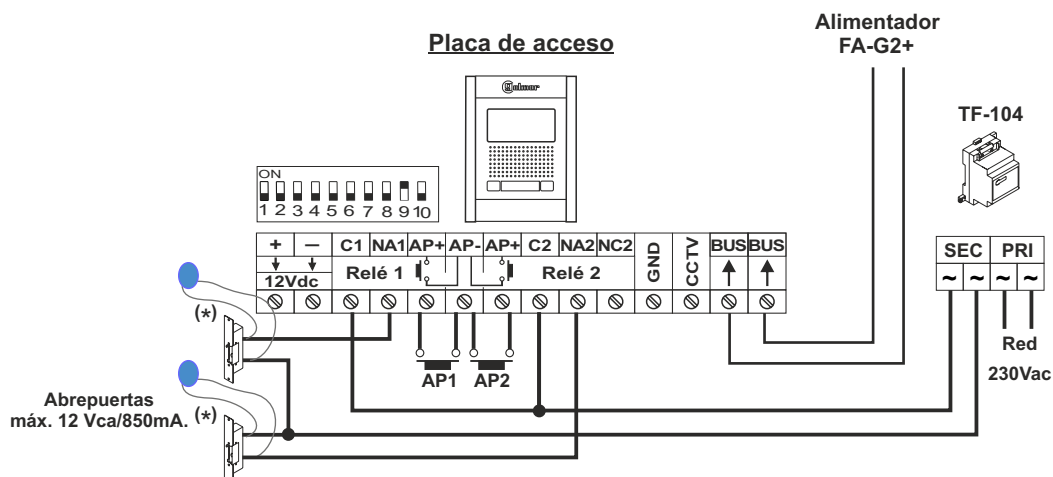 Alimentador
FA-G2+
Placa de acceso
Golmar
TF-104
ON
1 2 3 4 5 6 7 8 9 10
+ — C1 NA1 AP+ AP- AP+ C2 NA2 NC2 GND CCTV BUS BUS
12Vdc Relé 1 Relé 2
SEC PRI
~ ~ ~ ~
(*)
AP1 AP2
Red
230Vac
Abrepuertas
máx. 12 Vca/850mA. (*)